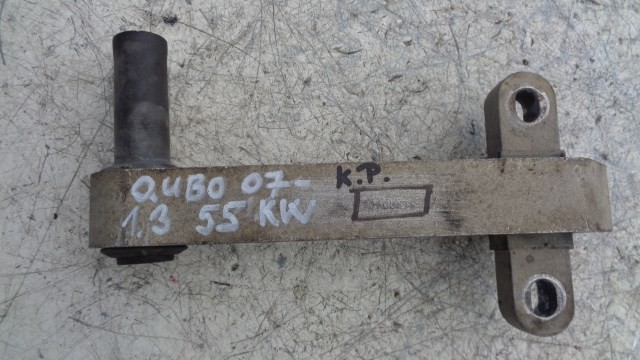 QUBO 07- K.P.
1.3 55 KW